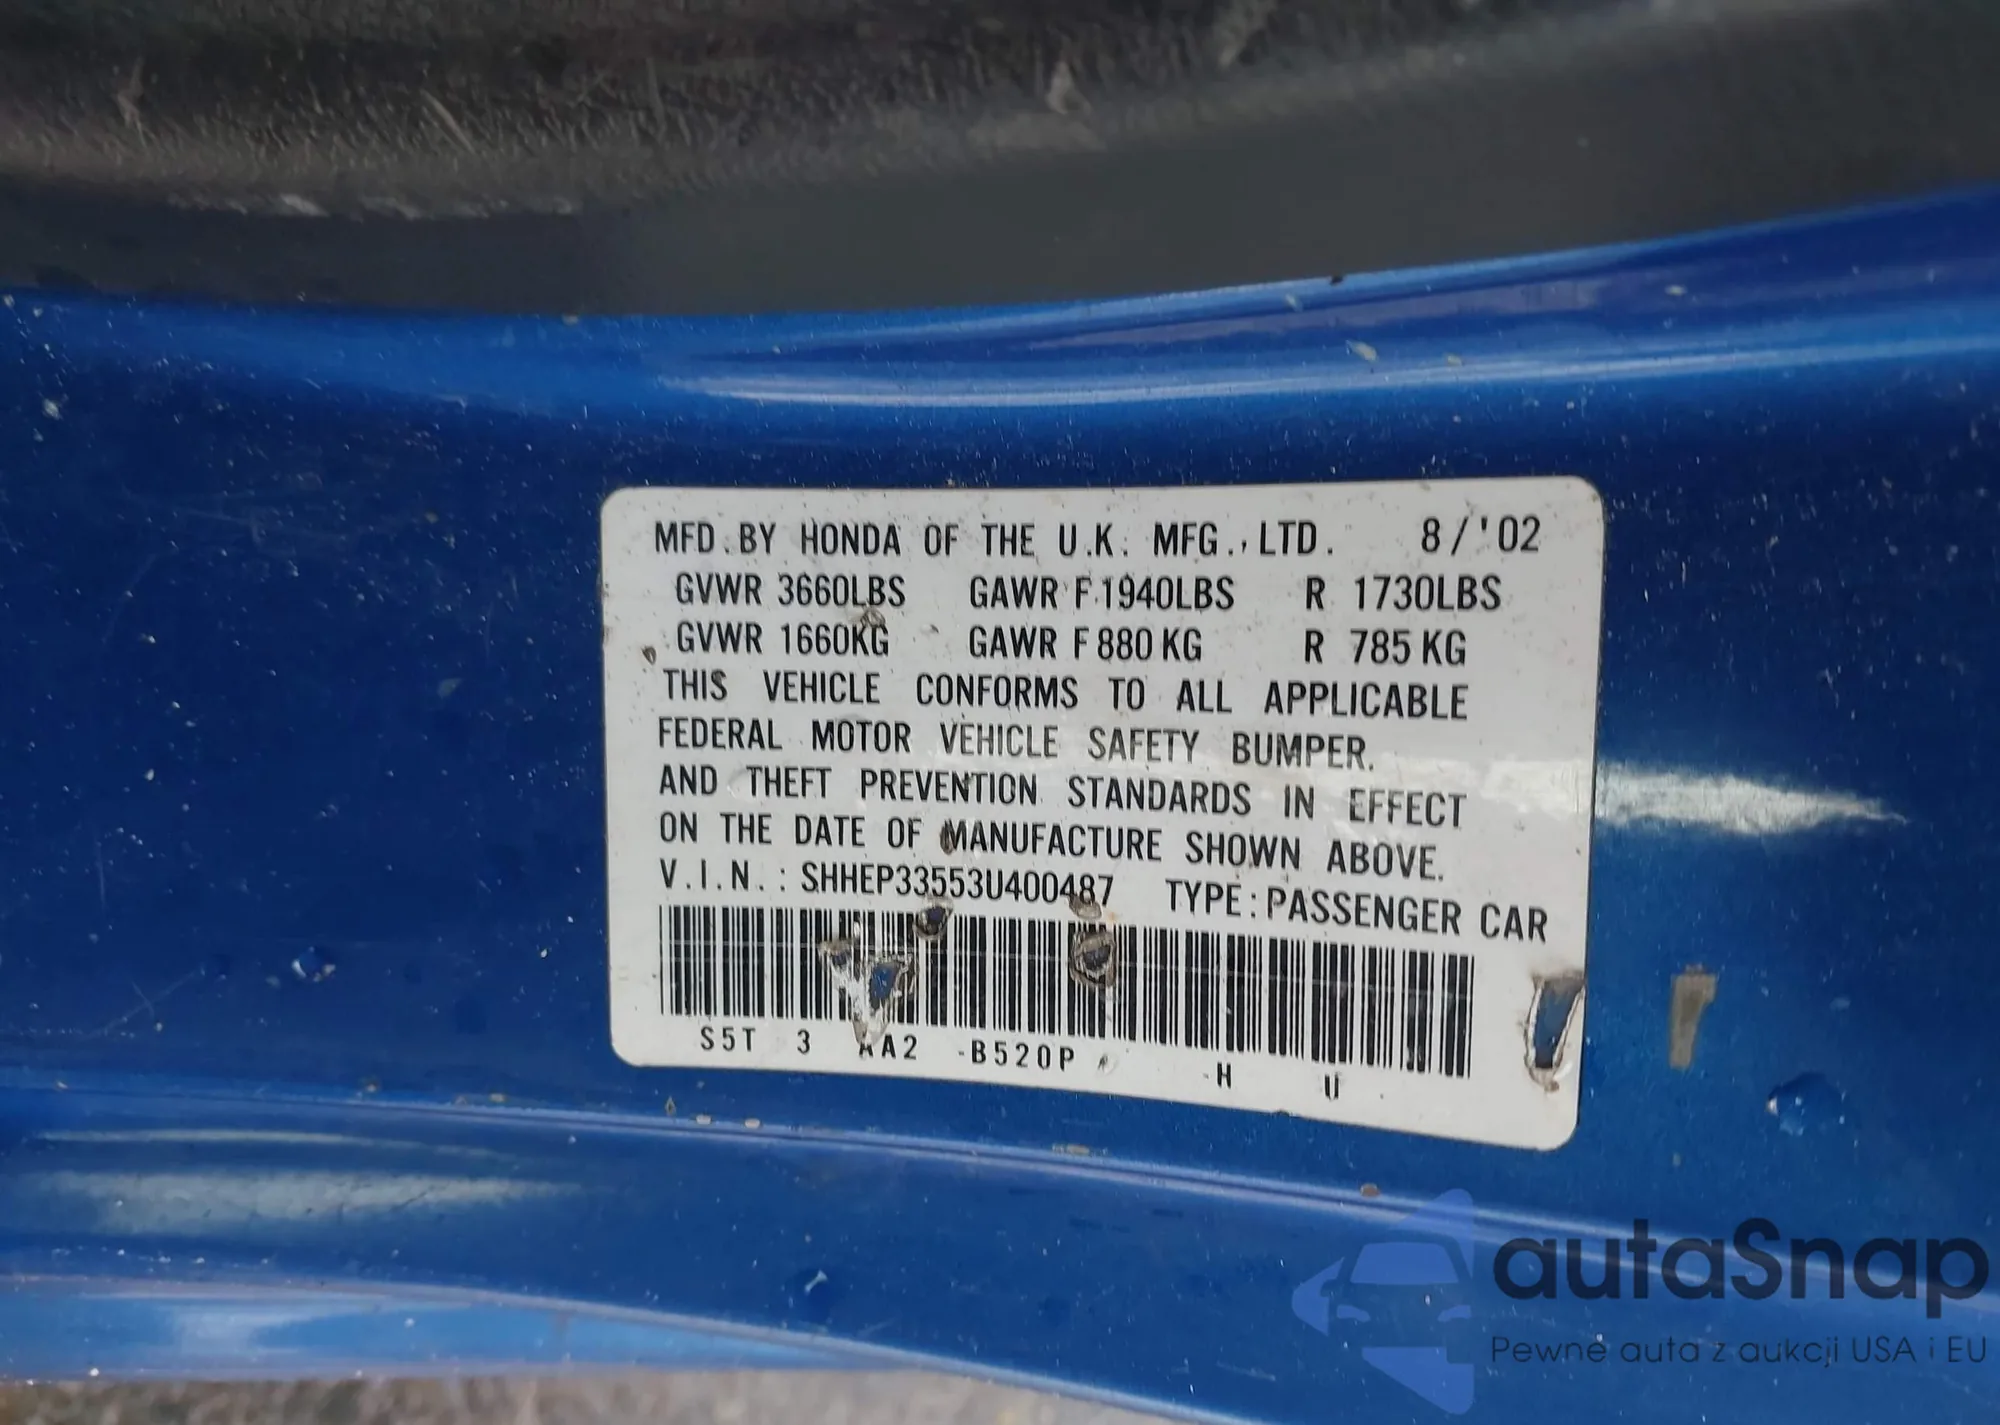 MFD. BY HONDA OF THE U.K. MFG., LTD. 8/'02
GVWR 3660LBS GAWR F 1940LBS R 1730LBS
GVWR 1660KG GAWR F 880 KG R 785 KG
THIS VEHICLE CONFORMS TO ALL APPLICABLE
FEDERAL MOTOR VEHICLE SAFETY BUMPER.
AND THEFT PREVENTION STANDARDS IN EFFECT
ON THE DATE OF MANUFACTURE SHOWN ABOVE.
V.I.N.: SHHEP33553U400487 TYPE: PASSENGER CAR
S5T 3 AA2 -B520P -H U
autaSnap
Pewne auta z aukcji USA i EU